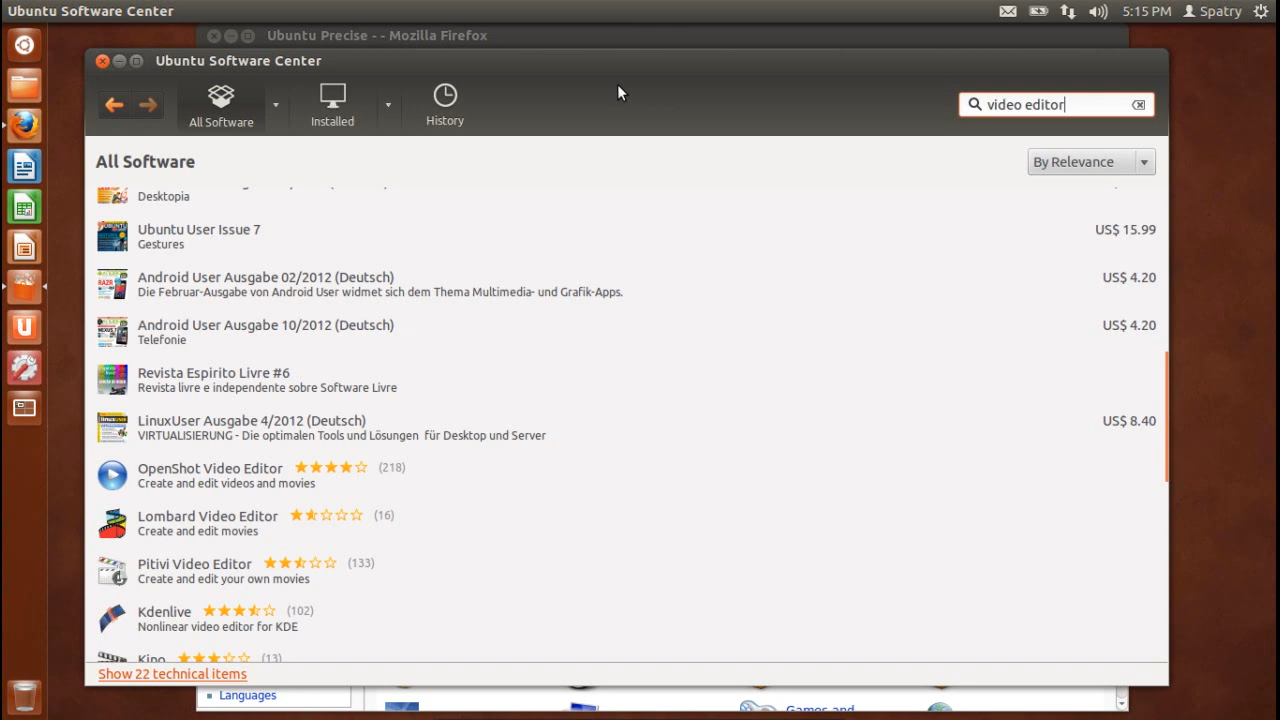 Ubuntu Software Center
5:15 PM
Spatry
Ubuntu Precise - - Mozilla Firefox
Ubuntu Software Center
All Software
Installed
History
video editor
All Software
By Relevance
Desktopia
Ubuntu User Issue 7
US$ 15.99
Gestures
Android User Ausgabe 02/2012 (Deutsch)
US$ 4.20
Die Februar-Ausgabe von Android User widmet sich dem Thema Multimedia- und Grafik-Apps.
Android User Ausgabe 10/2012 (Deutsch)
US$ 4.20
Telefonie
Revista Espirito Livre #6
Revista livre e independente sobre Software Livre
LinuxUser Ausgabe 4/2012 (Deutsch)
US$ 8.40
VIRTUALISIERUNG - Die optimalen Tools und Lösungen für Desktop und Server
OpenShot Video Editor (218)
Create and edit videos and movies
Lombard Video Editor (16)
Create and edit movies
Pitivi Video Editor (133)
Create and edit your own movies
Kdenlive (102)
Nonlinear video editor for KDE
Kino (13)
Show 22 technical items
Languages
Games and